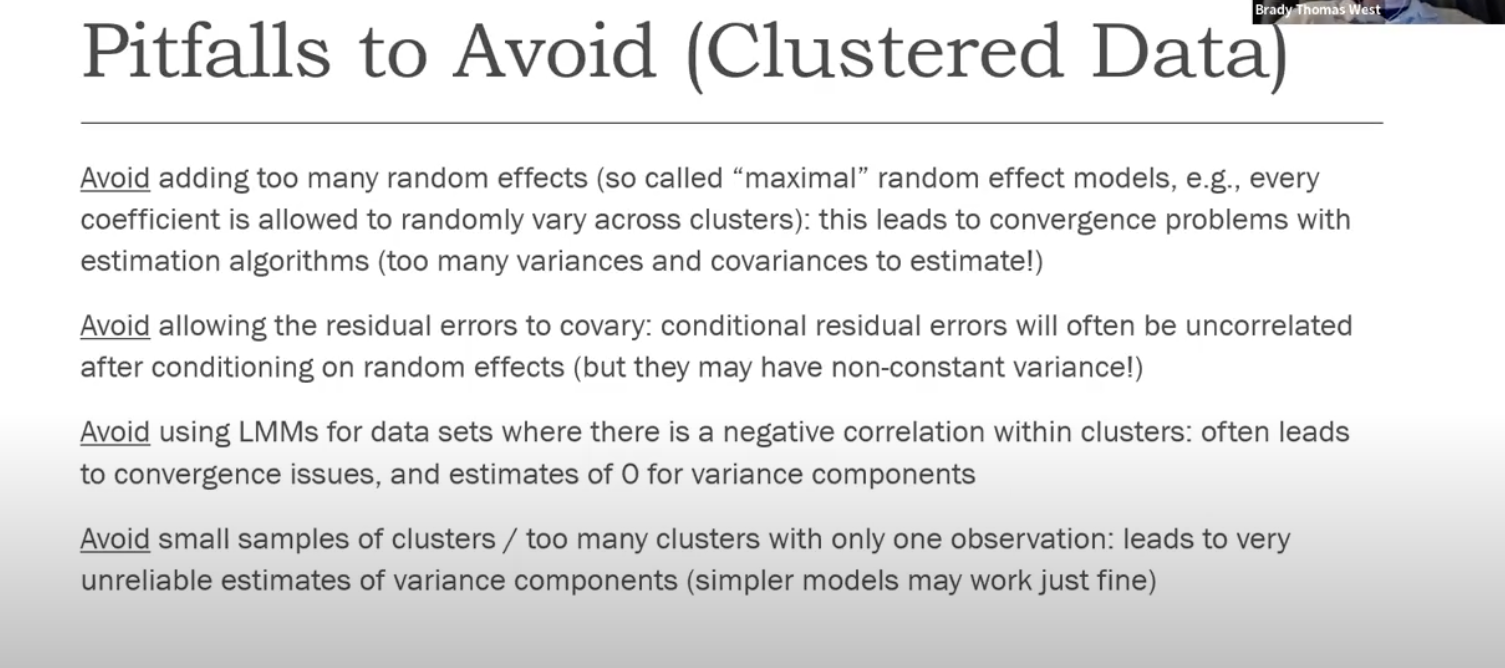 Brady Thomas West
Pitfalls to Avoid (Clustered Data)
Avoid adding too many random effects (so called “maximal” random effect models, e.g., every
coefficient is allowed to randomly vary across clusters): this leads to convergence problems with
estimation algorithms (too many variances and covariances to estimate!)
Avoid allowing the residual errors to covary: conditional residual errors will often be uncorrelated
after conditioning on random effects (but they may have non-constant variance!)
Avoid using LMMs for data sets where there is a negative correlation within clusters: often leads
to convergence issues, and estimates of 0 for variance components
Avoid small samples of clusters / too many clusters with only one observation: leads to very
unreliable estimates of variance components (simpler models may work just fine)